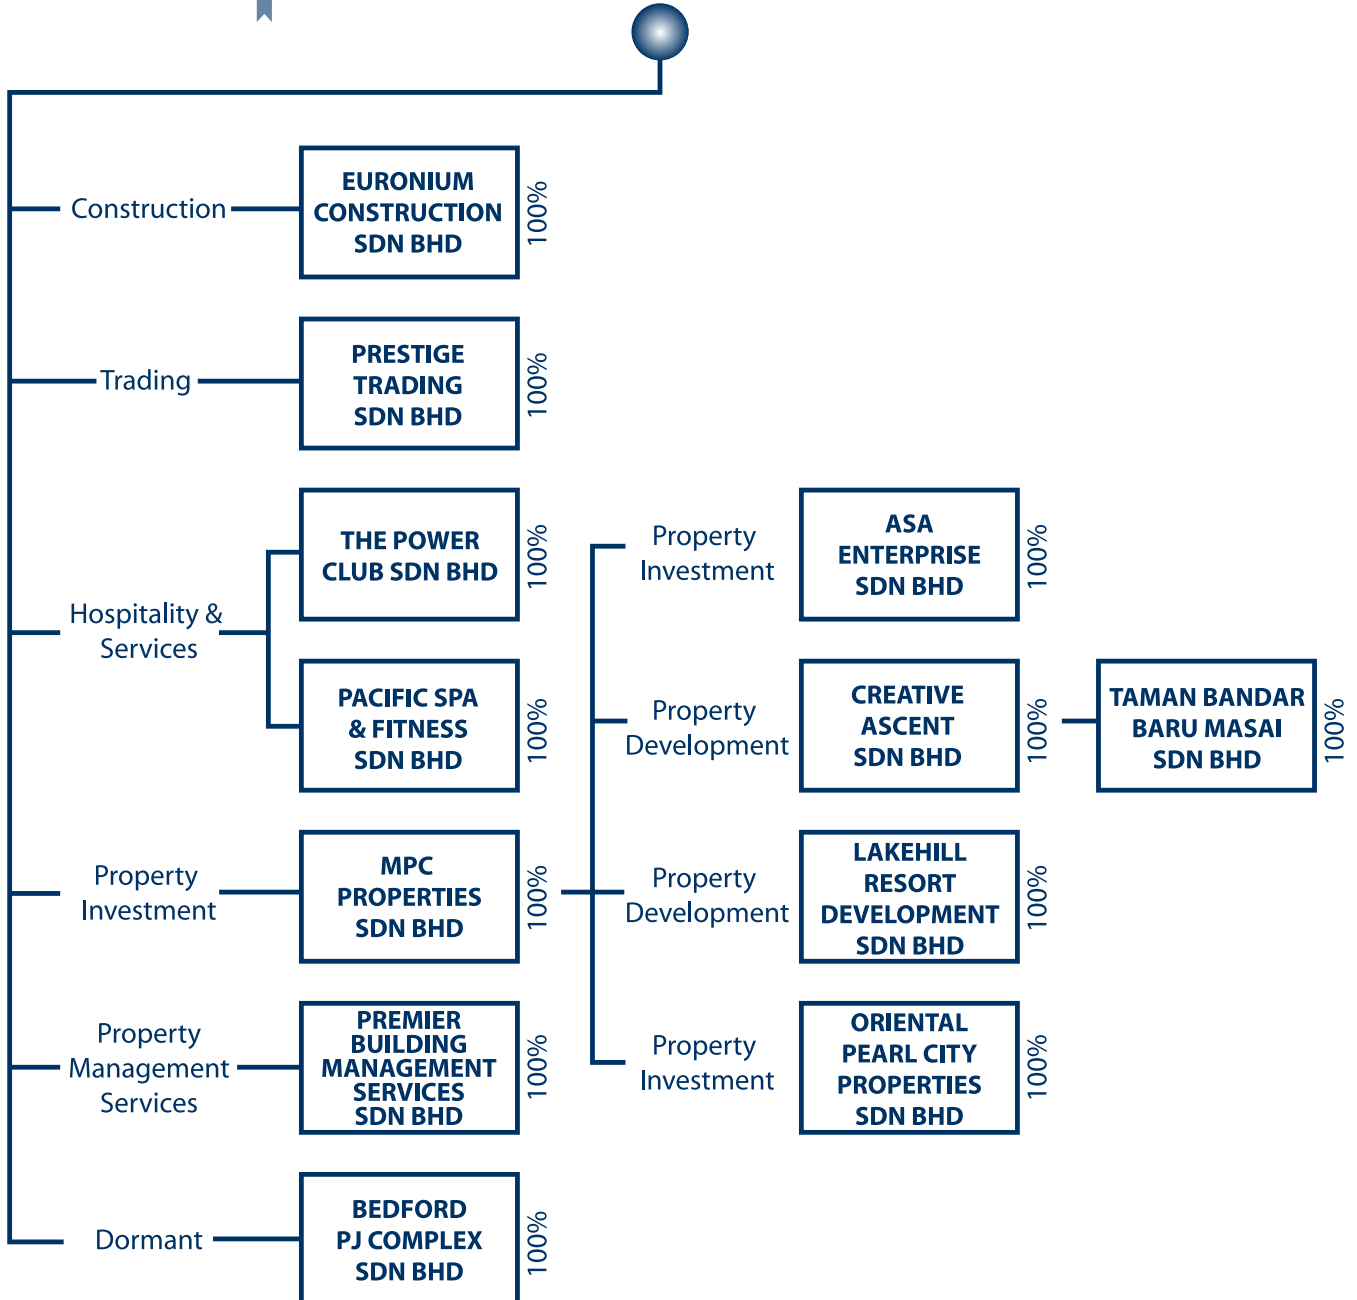 Construction
EURONIUM
CONSTRUCTION
SDN BHD
100%
Trading
PRESTIGE
TRADING
SDN BHD
100%
Hospitality &
Services
THE POWER
CLUB SDN BHD
100%
PACIFIC SPA
& FITNESS
SDN BHD
100%
Property
Investment
MPC
PROPERTIES
SDN BHD
100%
Property
Investment
ASA
ENTERPRISE
SDN BHD
100%
Property
Development
CREATIVE
ASCENT
SDN BHD
100%
TAMAN BANDAR
BARU MASAI
SDN BHD
100%
Property
Development
LAKEHILL
RESORT
DEVELOPMENT
SDN BHD
100%
Property
Investment
ORIENTAL
PEARL CITY
PROPERTIES
SDN BHD
100%
Property
Management
Services
PREMIER
BUILDING
MANAGEMENT
SERVICES
SDN BHD
100%
Dormant
BEDFORD
PJ COMPLEX
SDN BHD
100%